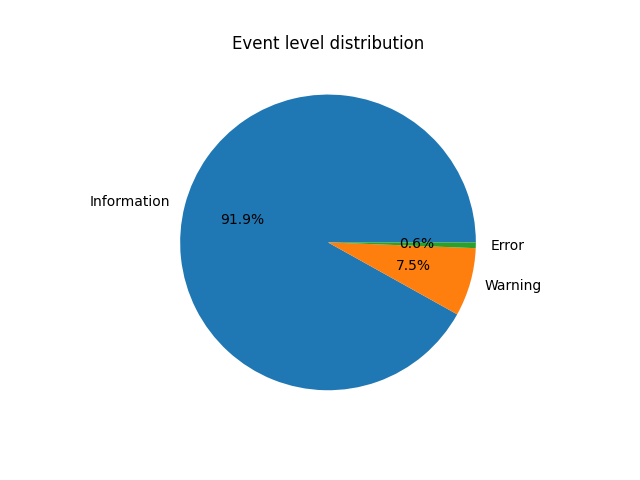 Event level distribution
Information
91.9%
0.6%
Error
7.5%
Warning